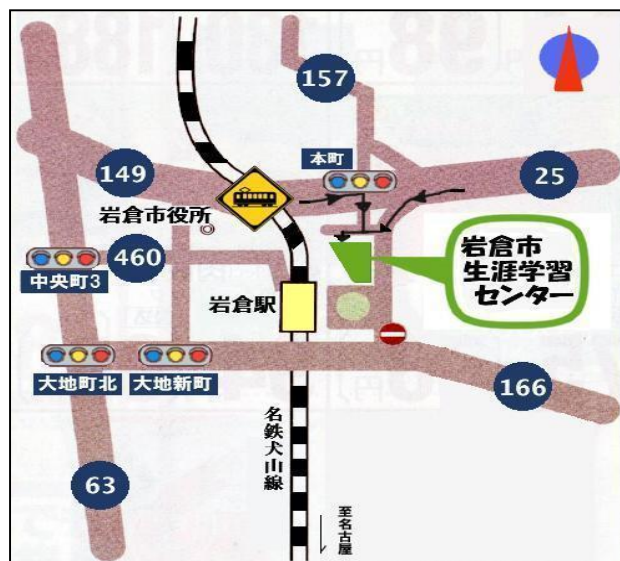 157
本町
149
25
岩倉市役所
460
中央町3
岩倉市
生涯学習
センター
岩倉駅
大地町北
大地新町
166
名鉄犬山線
63
至名古屋